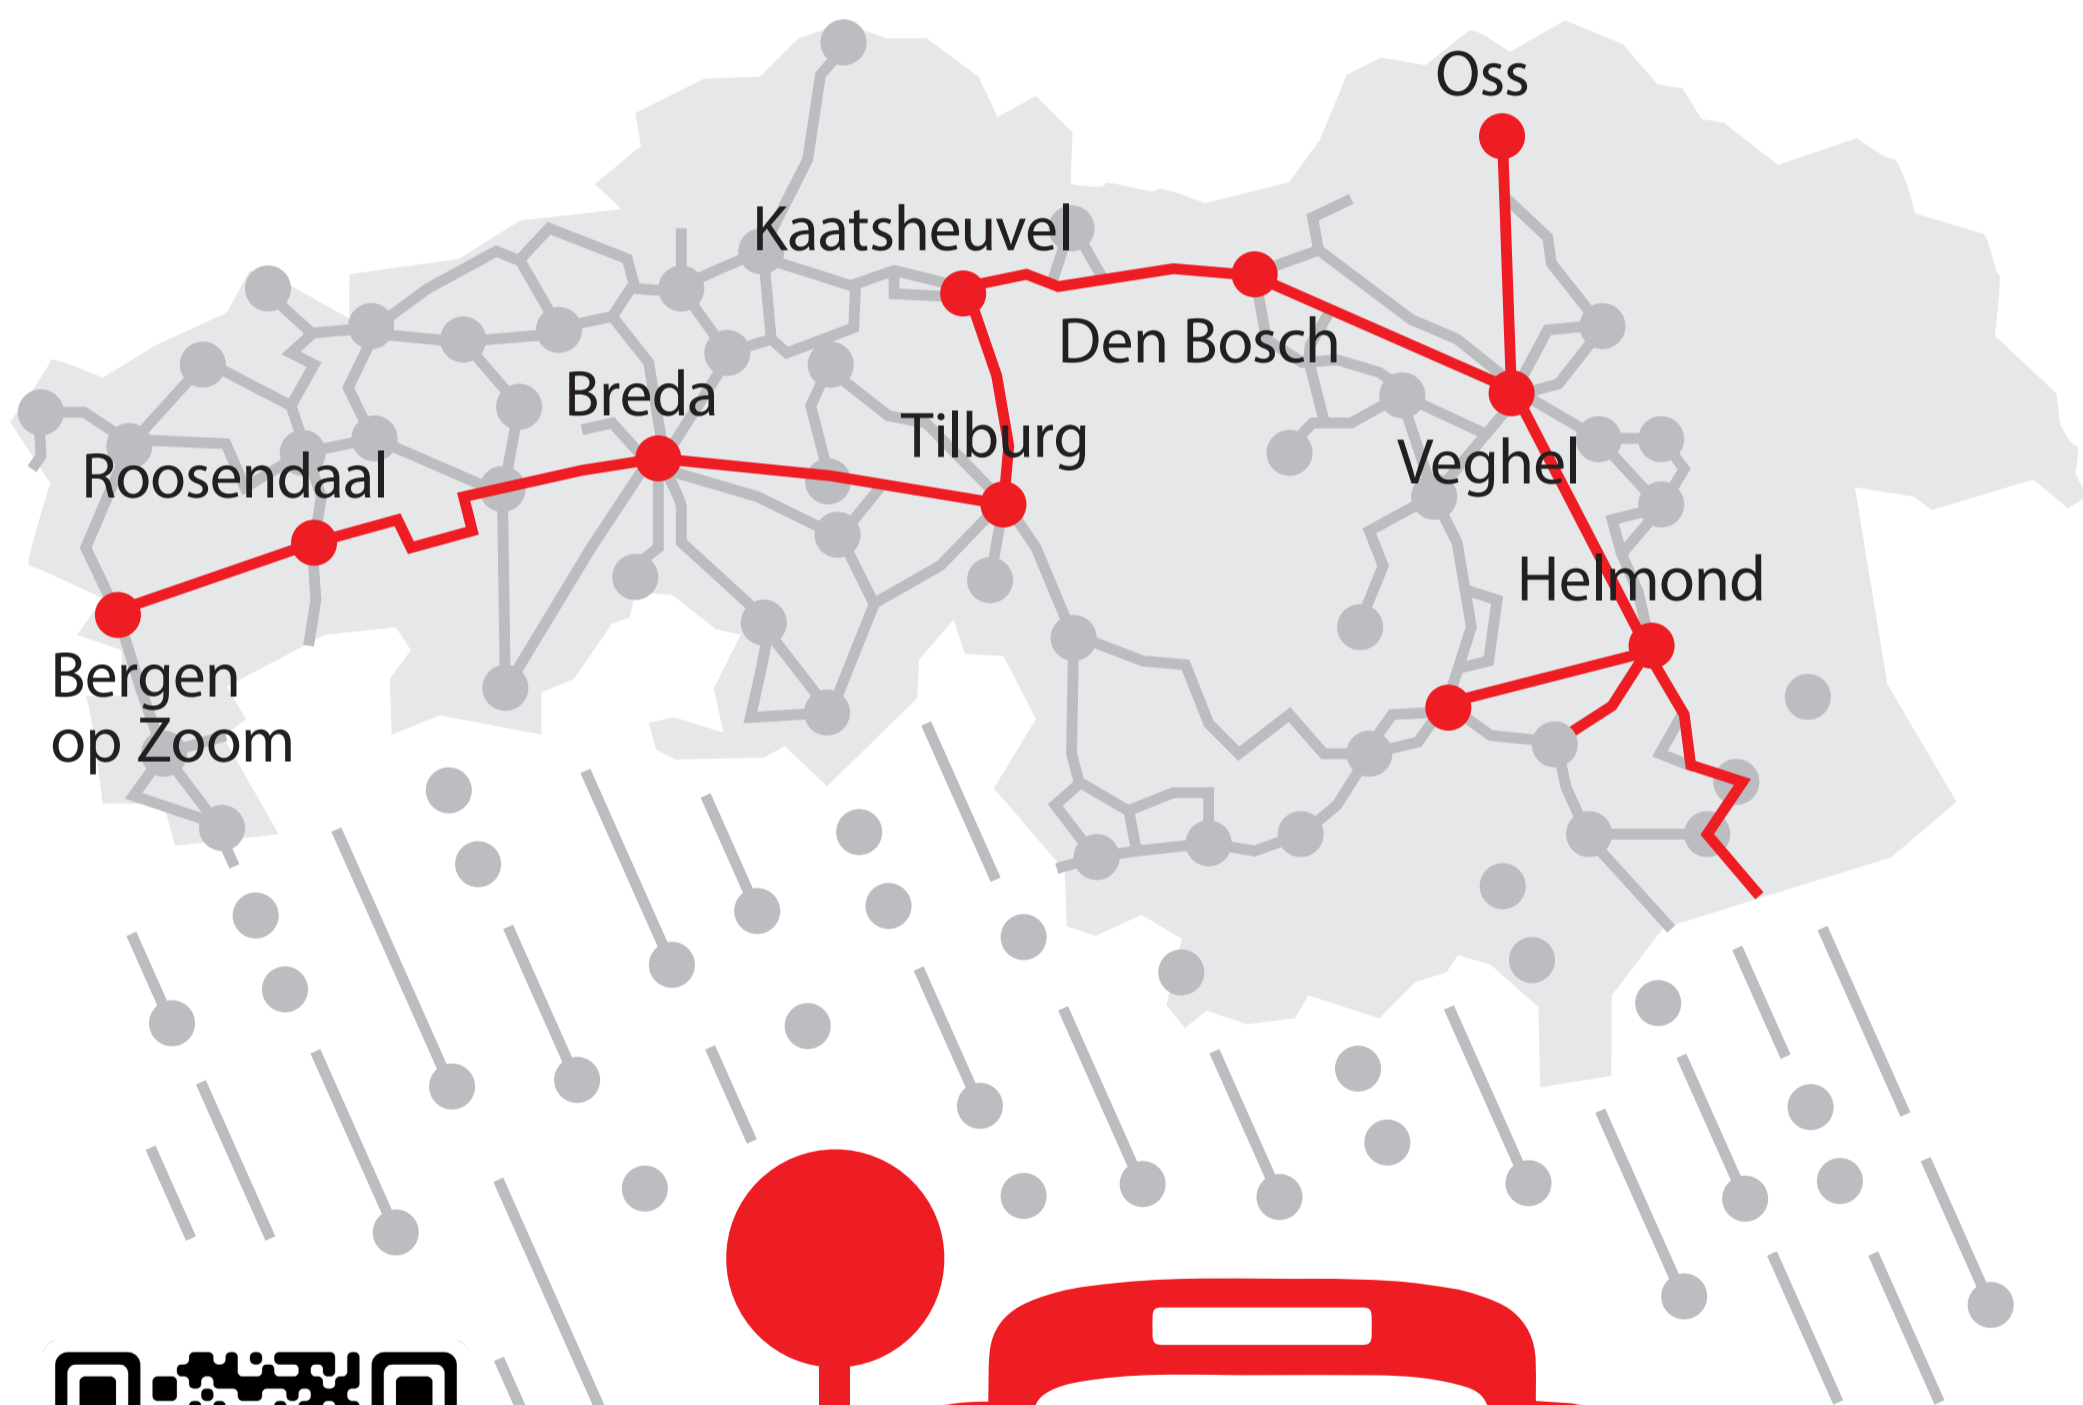 Oss
Kaatsheuvel
Den Bosch
Breda
Tilburg
Veghel
Roosendaal
Helmond
Bergen
op Zoom